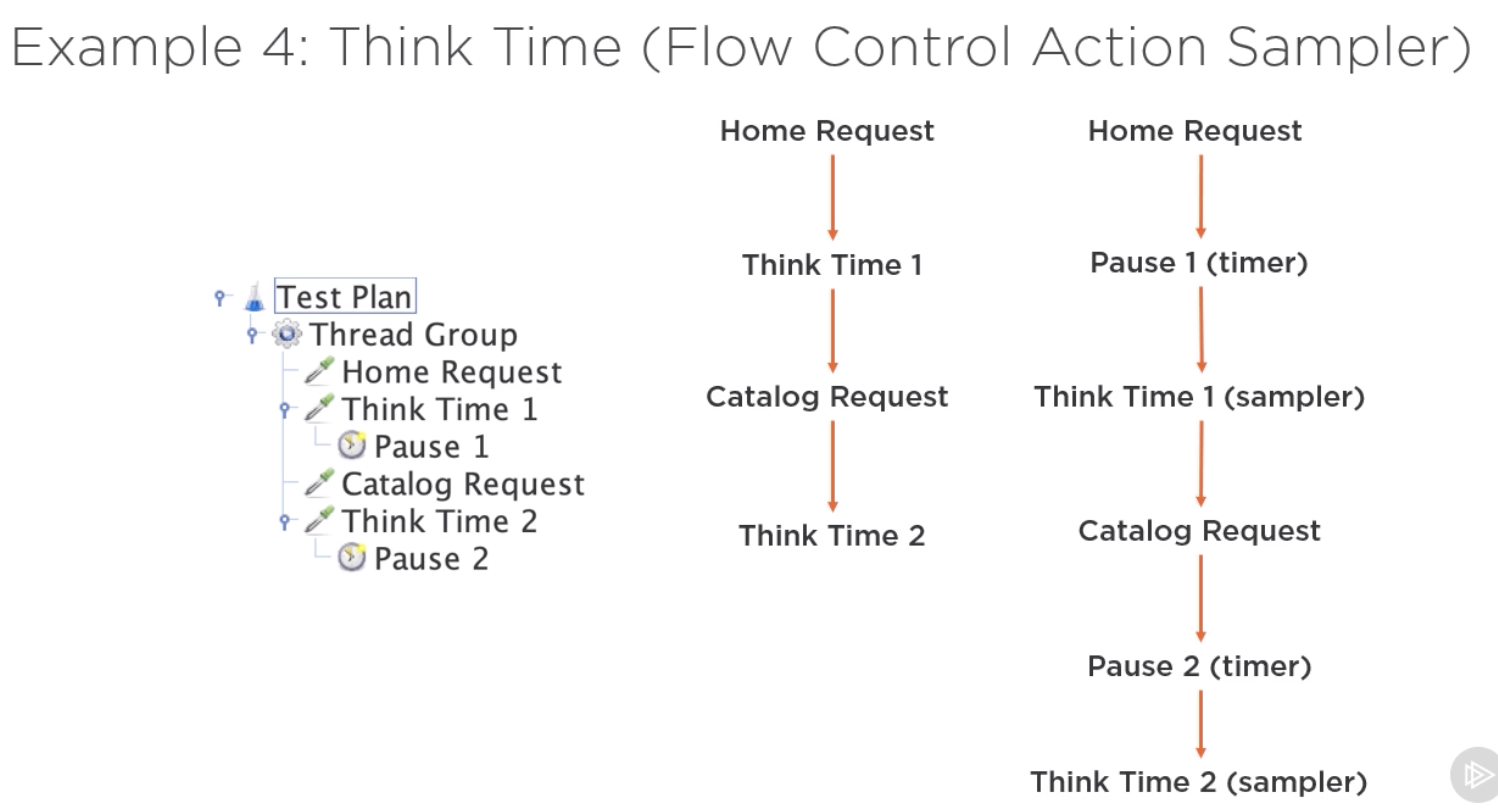 Example 4: Think Time (Flow Control Action Sampler)
Test Plan
Thread Group
Home Request
Think Time 1
Pause 1
Catalog Request
Think Time 2
Pause 2
Home Request
Think Time 1
Catalog Request
Think Time 2
Home Request
Pause 1 (timer)
Think Time 1 (sampler)
Catalog Request
Pause 2 (timer)
Think Time 2 (sampler)